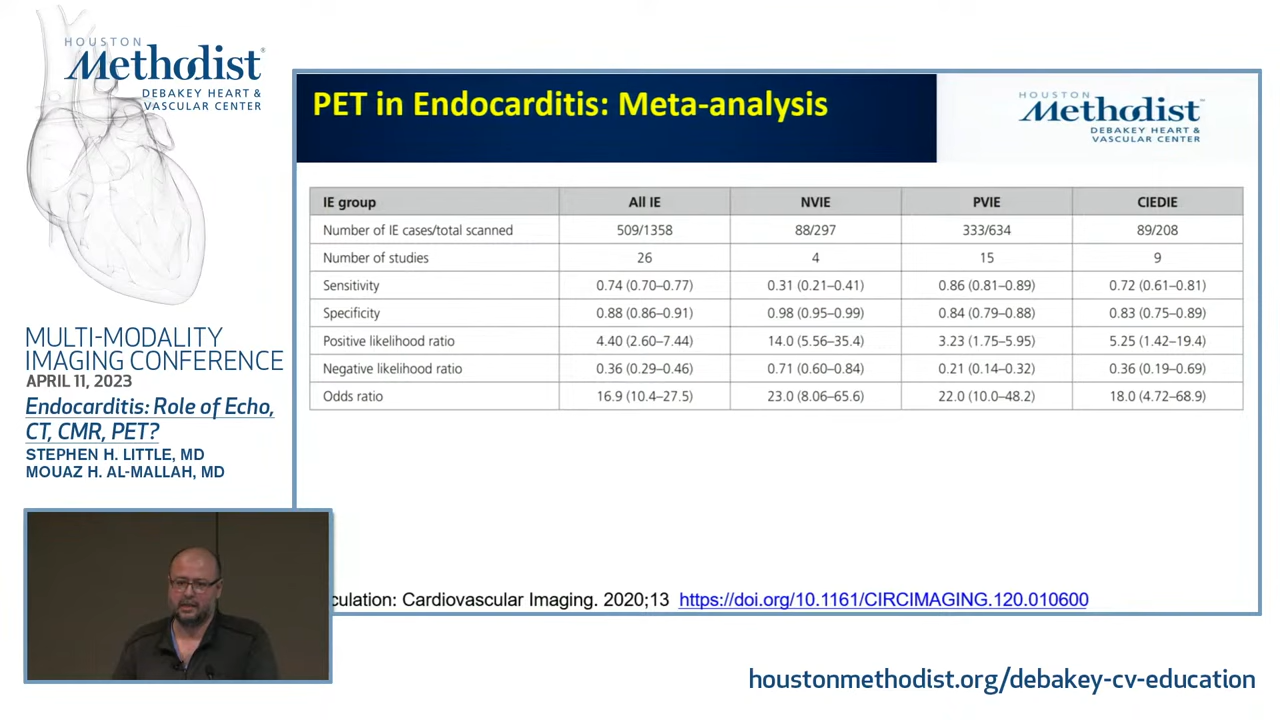 HOUSTON
Methodist®
DEBAKEY HEART &
VASCULAR CENTER
MULTI-MODALITY
IMAGING CONFERENCE
APRIL 11, 2023
Endocarditis: Role of Echo,
CT, CMR, PET?
STEPHEN H. LITTLE, MD
MOUAZ H. AL-MALLAH, MD
PET in Endocarditis: Meta-analysis
HOUSTON
Methodist™
DEBAKEY HEART &
VASCULAR CENTER
IE group All IE NVIE PVIE CIEDIE
Number of IE cases/total scanned 509/1358 88/297 333/634 89/208
Number of studies 26 4 15 9
Sensitivity 0.74 (0.70–0.77) 0.31 (0.21–0.41) 0.86 (0.81–0.89) 0.72 (0.61–0.81)
Specificity 0.88 (0.86–0.91) 0.98 (0.95–0.99) 0.84 (0.79–0.88) 0.83 (0.75–0.89)
Positive likelihood ratio 4.40 (2.60–7.44) 14.0 (5.56–35.4) 3.23 (1.75–5.95) 5.25 (1.42–19.4)
Negative likelihood ratio 0.36 (0.29–0.46) 0.71 (0.60–0.84) 0.21 (0.14–0.32) 0.36 (0.19–0.69)
Odds ratio 16.9 (10.4–27.5) 23.0 (8.06–65.6) 22.0 (10.0–48.2) 18.0 (4.72–68.9)
culation: Cardiovascular Imaging. 2020;13 https://doi.org/10.1161/CIRCIMAGING.120.010600
houstonmethodist.org/debakey-cv-education